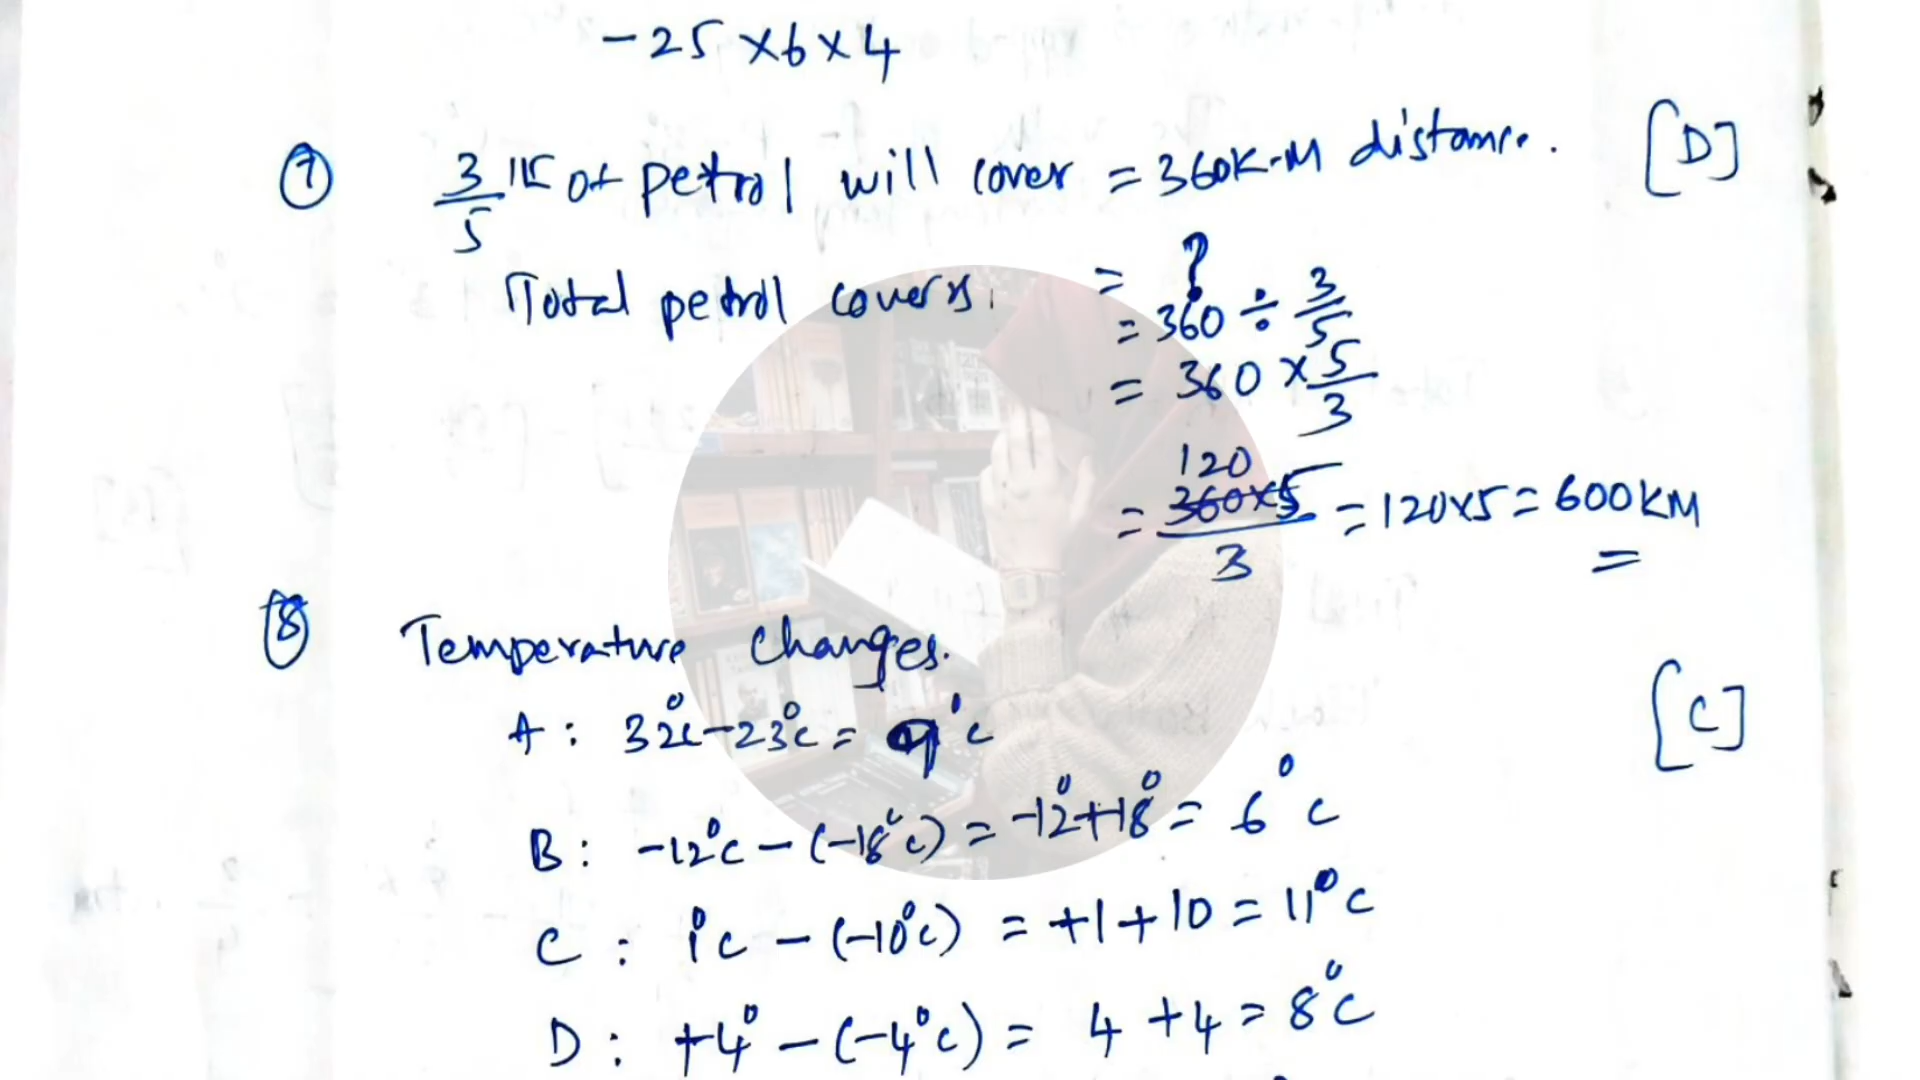 -25×6×4
⑦ 3/5 of petrol will cover = 360K-M distance. [D]
Total petrol covers. = ?
= 360 ÷ 3/5
= 360 × 5/3
120
= 360×5/3 = 120×5 = 600KM
⑧ Temperature changes.
[C]
A : 32°c-23°c = 9°c
B : -12°c - (-18°c) = -12°+18° = 6°c
C : 1°c - (-10°c) = +1+10 = 11°c
D : +4° - (-4°c) = 4 +4 = 8°c